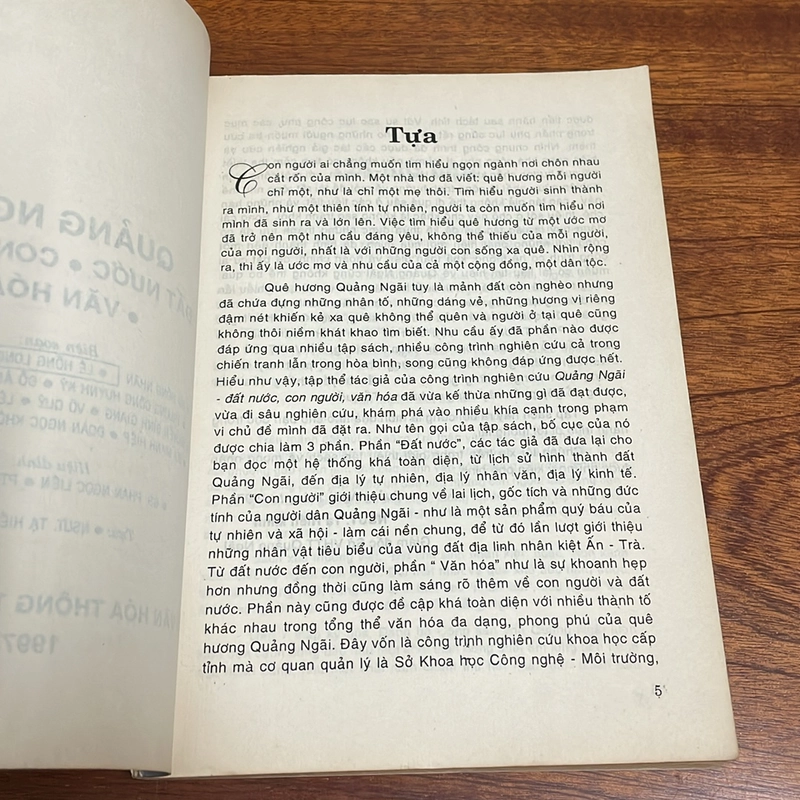 Tựa
Con người ai chẳng muốn tìm hiểu ngọn ngành nơi chôn nhau
cắt rốn của mình. Một nhà thơ đã viết: quê hương mỗi người
chỉ một, như là chỉ một mẹ thôi. Tìm hiểu người sinh thành
ra mình, như một thiên tính tự nhiên, người ta còn muốn tìm hiểu nơi
mình đã sinh ra và lớn lên. Việc tìm hiểu quê hương từ một ước mơ
đã trở nên một nhu cầu đáng yêu, không thể thiếu của mỗi người,
của mọi người, nhất là với những người con sống xa quê. Nhìn rộng
ra, thì ấy là ước mơ và nhu cầu của cả một cộng đồng, một dân tộc.
Quê hương Quảng Ngãi tuy là mảnh đất còn nghèo nhưng
đã chứa đựng những nhân tố, những dáng vẻ, những hương vị riêng
đậm nét khiến kẻ xa quê không thể quên và người ở tại quê cũng
không thôi niềm khát khao tìm biết. Nhu cầu ấy đã phần nào được
đáp ứng qua nhiều tập sách, nhiều công trình nghiên cứu cả trong
chiến tranh lẫn trong hòa bình, song cũng không đáp ứng được hết.
Hiểu như vậy, tập thể tác giả của công trình nghiên cứu Quảng Ngãi
- đất nước, con người, văn hóa đã vừa kế thừa những gì đã đạt được,
vừa đi sâu nghiên cứu, khám phá vào nhiều khía cạnh trong phạm
vi chủ đề mình đã đặt ra. Như tên gọi của tập sách, bố cục của nó
được chia làm 3 phần. Phần “Đất nước”, các tác giả đã đưa lại cho
bạn đọc một hệ thống khá toàn diện, từ lịch sử hình thành đất
Quảng Ngãi, đến địa lý tự nhiên, địa lý nhân văn, địa lý kinh tế.
Phần “Con người” giới thiệu chung về lai lịch, gốc tích và những đức
tính của người dân Quảng Ngãi - như là một sản phẩm quý báu của
tự nhiên và xã hội - làm cái nền chung, để từ đó lần lượt giới thiệu
những nhân vật tiêu biểu của vùng đất địa linh nhân kiệt Ấn - Trà.
Từ đất nước đến con người, phần “ Văn hóa” như là sự khoanh hẹp
hơn nhưng đồng thời cũng làm sáng rõ thêm về con người và đất
nước. Phần này cũng được đề cập khá toàn diện với nhiều thành tố
khác nhau trong tổng thể văn hóa đa dạng, phong phú của quê
hương Quảng Ngãi. Đây vốn là công trình nghiên cứu khoa học cấp
tỉnh mà cơ quan quản lý là Sở Khoa học Công nghệ - Môi trường,
5